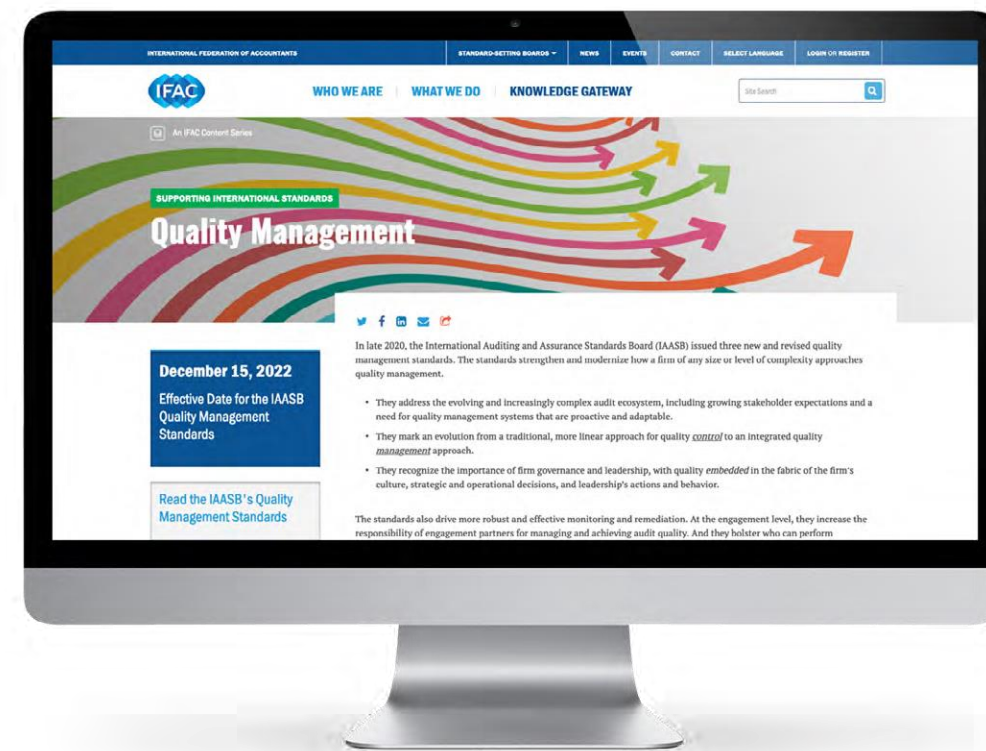 INTERNATIONAL FEDERATION OF ACCOUNTANTS
STANDARD-SETTING BOARDS
NEWS
EVENTS
CONTACT
SELECT LANGUAGE
LOGIN OR REGISTER
IFAC
WHO WE ARE
WHAT WE DO
KNOWLEDGE GATEWAY
Site Search
An IFAC Content Series
SUPPORTING INTERNATIONAL STANDARDS
Quality Management
December 15, 2022
Effective Date for the IAASB
Quality Management
Standards
Read the IAASB's Quality
Management Standards
In late 2020, the International Auditing and Assurance Standards Board (IAASB) issued three new and revised quality
management standards. The standards strengthen and modernize how a firm of any size or level of complexity approaches
quality management.
• They address the evolving and increasingly complex audit ecosystem, including growing stakeholder expectations and a
need for quality management systems that are proactive and adaptable.
• They mark an evolution from a traditional, more linear approach for quality control to an integrated quality
management approach.
• They recognize the importance of firm governance and leadership, with quality embedded in the fabric of the firm's
culture, strategic and operational decisions, and leadership's actions and behavior.
The standards also drive more robust and effective monitoring and remediation. At the engagement level, they increase the
responsibility of engagement partners for managing and achieving audit quality. And they bolster who can perform